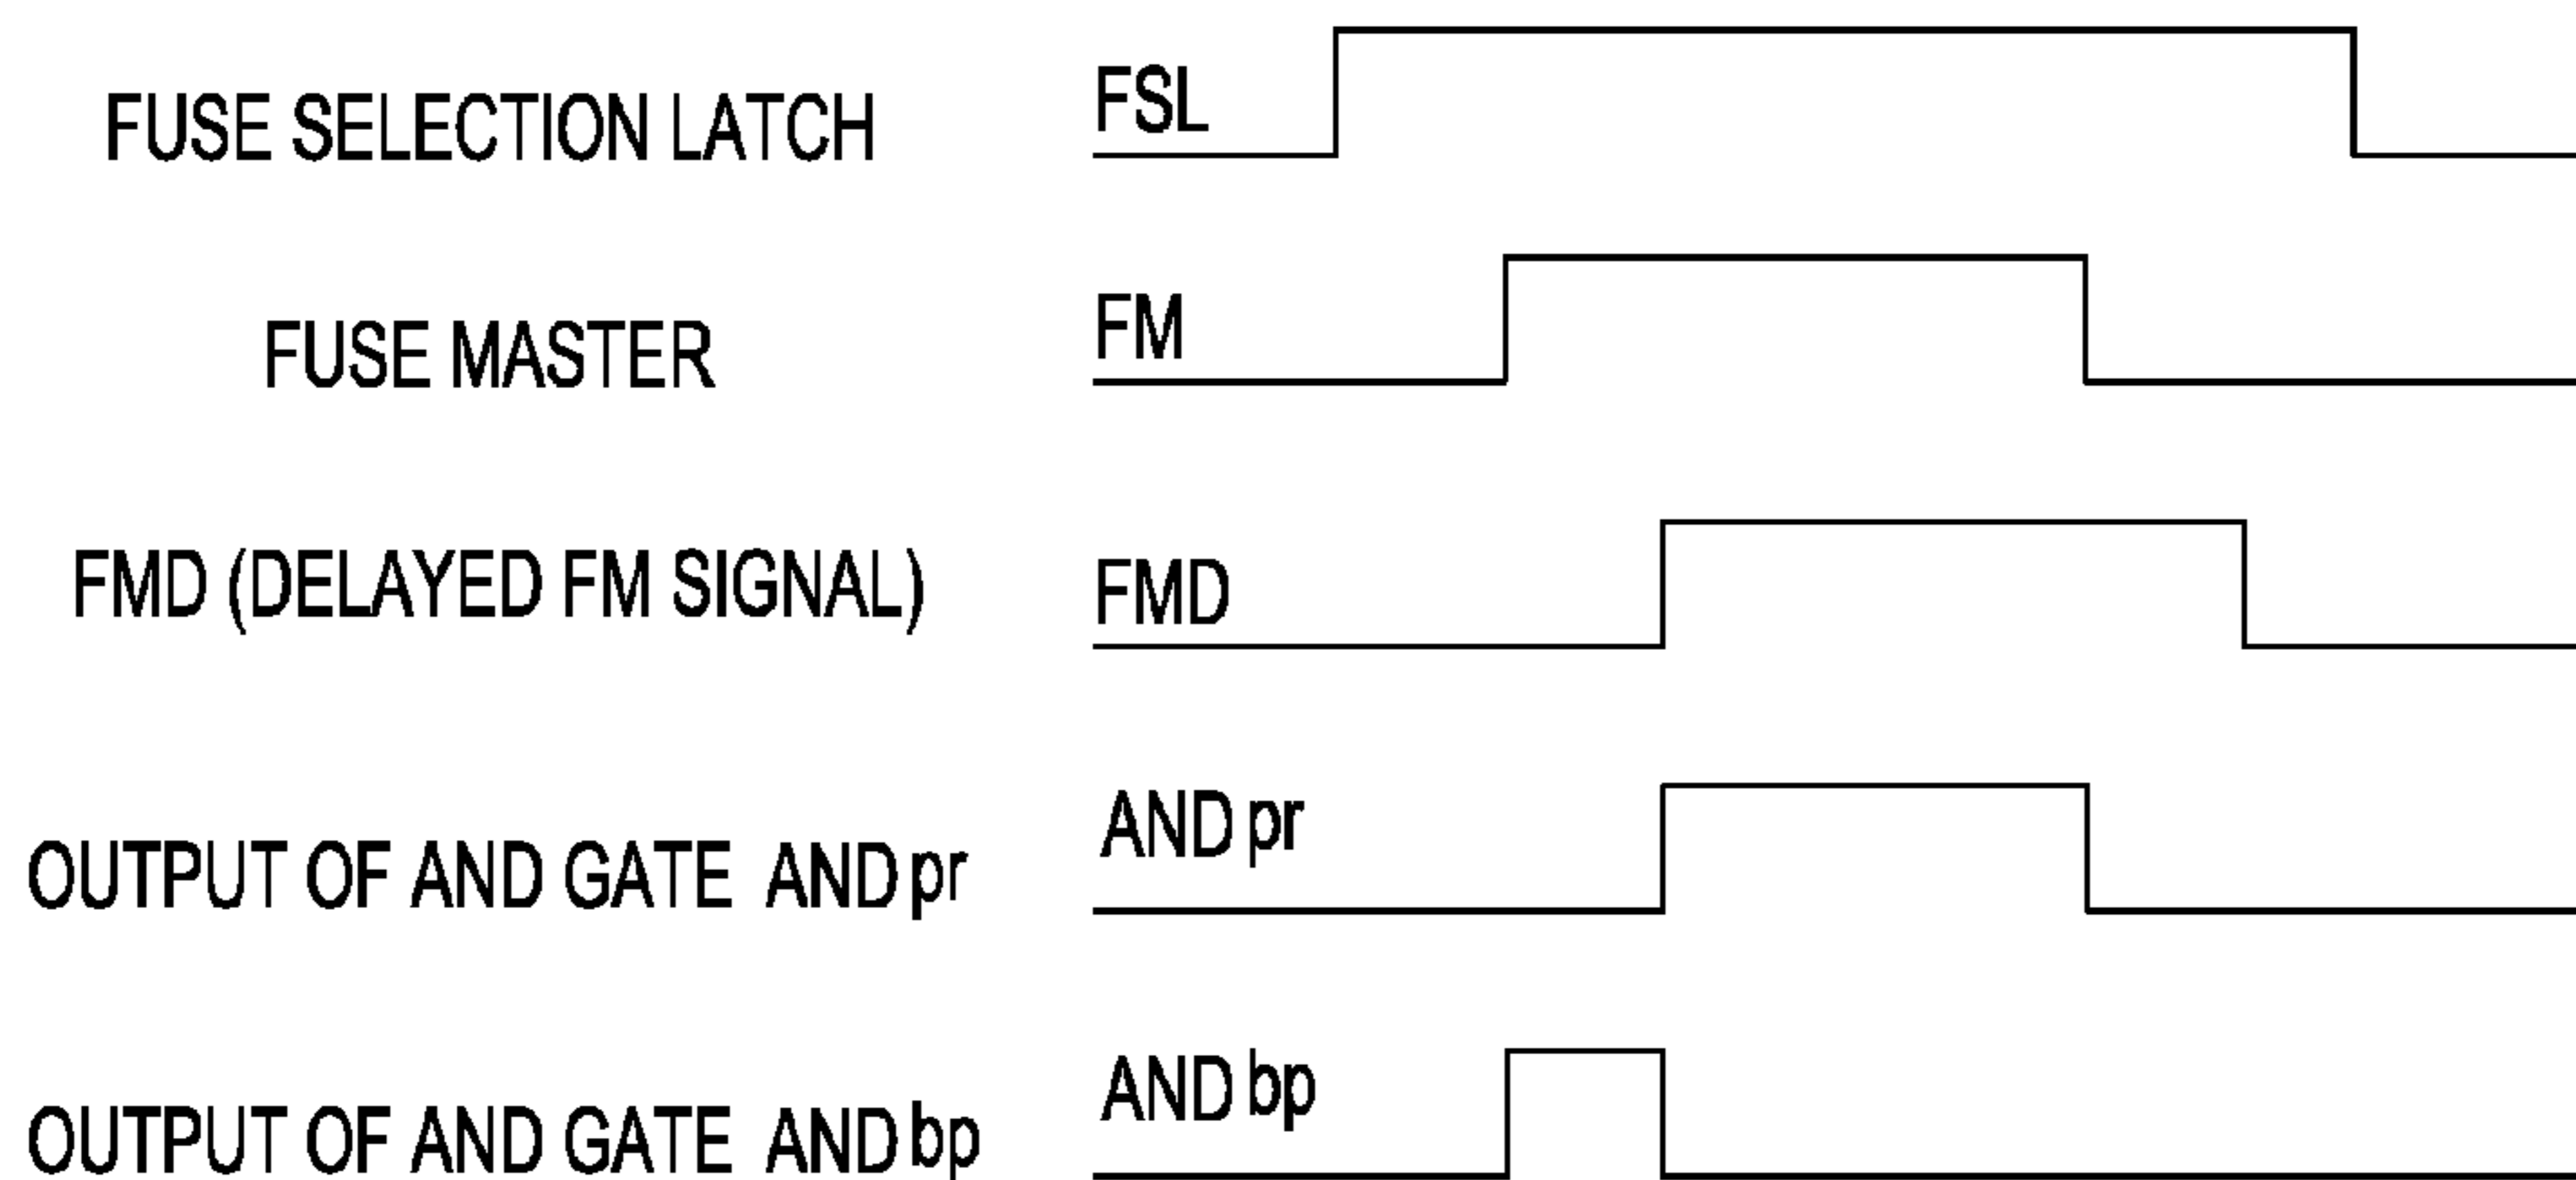 FUSE SELECTION LATCH
FSL
FUSE MASTER
FM
FMD (DELAYED FM SIGNAL)
FMD
OUTPUT OF AND GATE AND pr
AND pr
OUTPUT OF AND GATE AND bp
AND bp